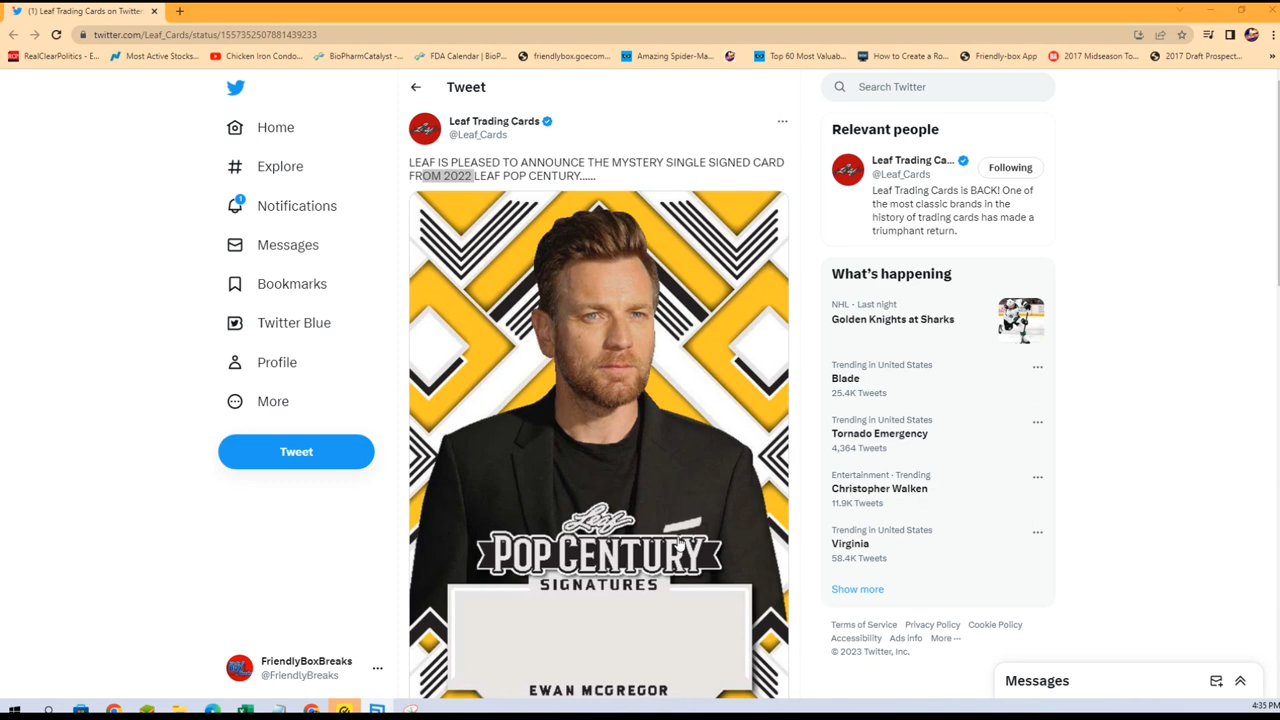 (1) Leaf Trading Cards on Twitter
twitter.com/Leaf_Cards/status/1557352507881439233
RealClearPolitics - E...
Most Active Stocks...
Chicken Iron Condo...
BioPharmCatalyst -...
FDA Calendar | BioP...
friendlybox.goecom...
Amazing Spider-Ma...
Top 60 Most Valuab...
How to Create a Ro...
Friendly-box App
2017 Midseason To...
2017 Draft Prospect...
Home
Explore
1
Notifications
Messages
Bookmarks
Twitter Blue
Profile
More
Tweet
FriendlyBoxBreaks
@FriendlyBreaks
Tweet
Leaf Trading Cards
@Leaf_Cards
LEAF IS PLEASED TO ANNOUNCE THE MYSTERY SINGLE SIGNED CARD
FROM 2022 LEAF POP CENTURY......
Leaf
POP CENTURY
SIGNATURES
EWAN MCGREGOR
Search Twitter
Relevant people
Leaf Trading Ca...
@Leaf_Cards
Following
Leaf Trading Cards is BACK! One of
the most classic brands in the
history of trading cards has made a
triumphant return.
What's happening
NHL · Last night
Golden Knights at Sharks
Trending in United States
Blade
25.4K Tweets
Trending in United States
Tornado Emergency
4,364 Tweets
Entertainment · Trending
Christopher Walken
11.9K Tweets
Trending in United States
Virginia
58.4K Tweets
Show more
Terms of Service Privacy Policy Cookie Policy
Accessibility Ads info More ···
© 2023 Twitter, Inc.
Messages
4:35 PM